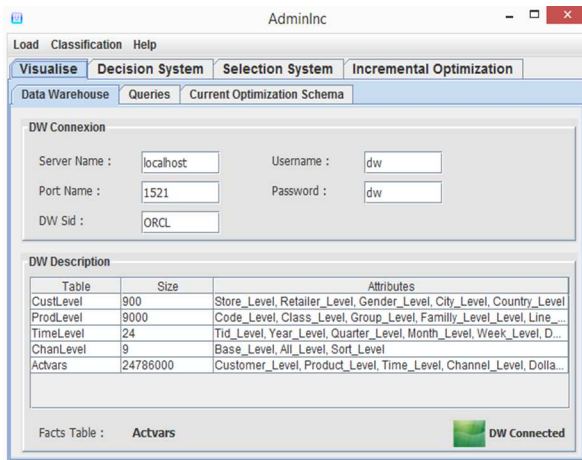 AdminInc
Load Classification Help
Visualise Decision System Selection System Incremental Optimization
Data Warehouse Queries Current Optimization Schema
DW Connexion
Server Name : localhost Username : dw
Port Name : 1521 Password : dw
DW Sid : ORCL
DW Description
Table Size Attributes
CustLevel 900 Store_Level, Retailer_Level, Gender_Level, City_Level, Country_Level
ProdLevel 9000 Code_Level, Class_Level, Group_Level, Familly_Level_Level, Line_...
TimeLevel 24 Tid_Level, Year_Level, Quarter_Level, Month_Level, Week_Level, D...
ChanLevel 9 Base_Level, All_Level, Sort_Level
Actvars 24786000 Customer_Level, Product_Level, Time_Level, Channel_Level, Dolla...
Facts Table : Actvars DW Connected